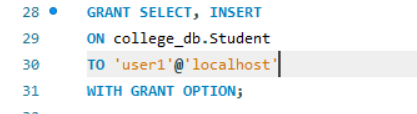 28 GRANT SELECT, INSERT
29 ON college_db.Student
30 TO 'user1'@'localhost'
31 WITH GRANT OPTION;